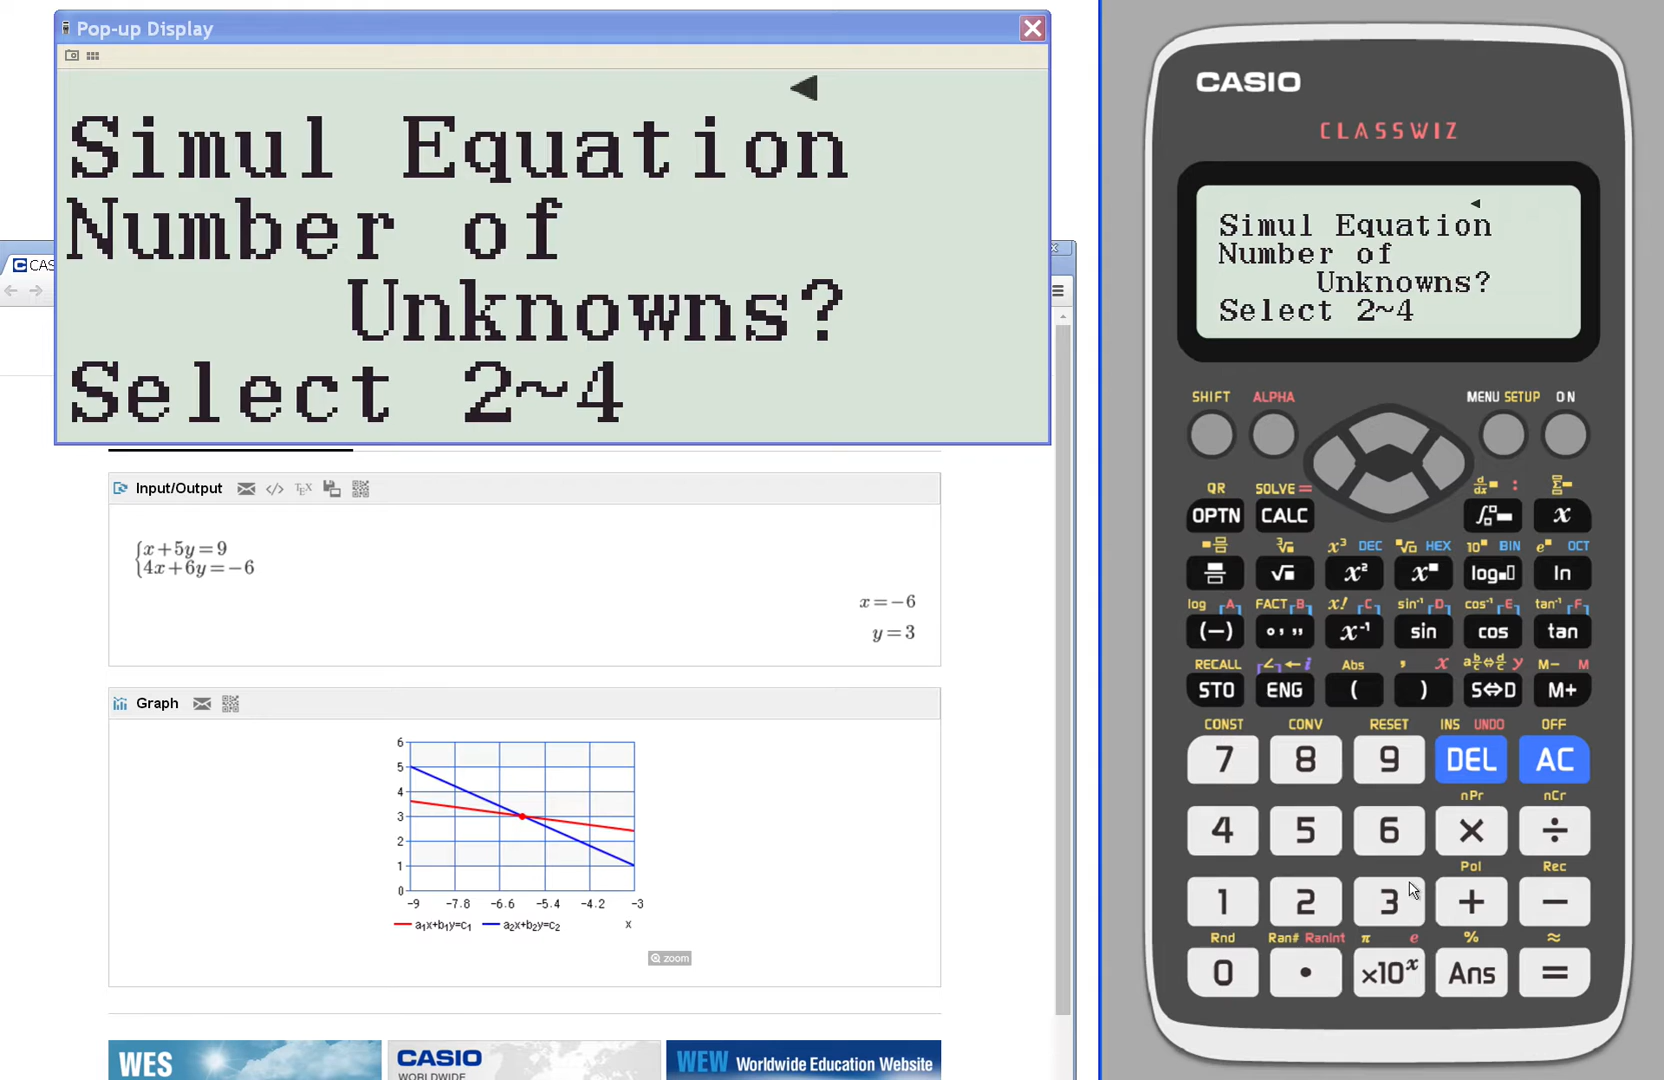 Pop-up Display
Simul Equation
Number of
Unknowns?
Select 2~4
CAS
Input/Output
TEX
x+5y=9
4x+6y=-6
x=-6
y=3
Graph
6
5
4
3
2
1
0
-9 -7.8 -6.6 -5.4 -4.2 -3
a₁x+b₁y=c₁ a₂x+b₂y=c₂ x
zoom
WES
CASIO
WORLDWIDE
WEW Worldwide Education Website
CASIO
CLASSWIZ
Simul Equation
Number of
Unknowns?
Select 2~4
SHIFT ALPHA MENU SETUP ON
QR SOLVE = d/dx :
OPTN CALC x
x³ DEC HEX 10■ BIN e■ OCT
√■ x² x■ log■□ ln
log A FACT B x! C sin⁻¹ D cos⁻¹ E tan⁻¹ F
(−) ° ’ ” x⁻¹ sin cos tan
RECALL ∠ ← i Abs , x a b/c⇔d/c y M− M
STO ENG ( ) S⇔D M+
CONST CONV RESET INS UNDO OFF
7 8 9 DEL AC
nPr nCr
4 5 6 × ÷
Pol Rec
1 2 3 + −
Rnd Ran# RanInt π e % ≈
0 • ×10ˣ Ans =